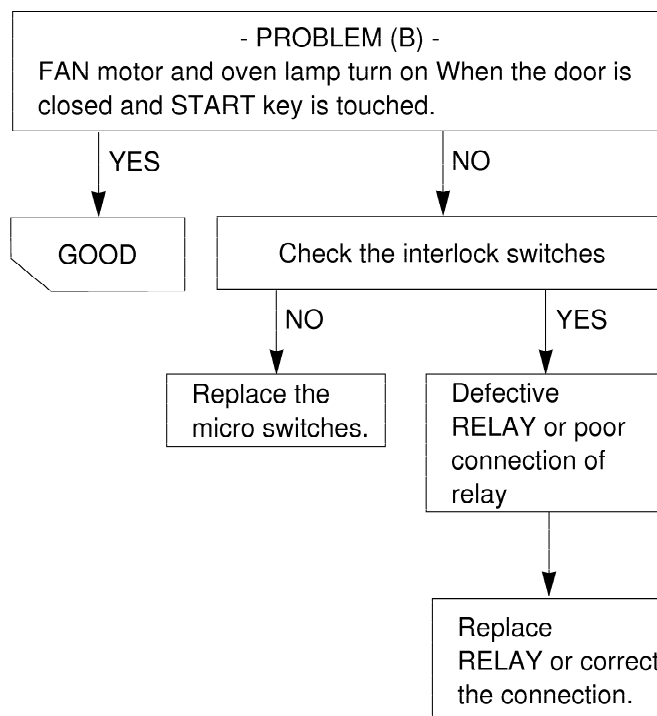 - PROBLEM (B) -
FAN motor and oven lamp turn on When the door is
closed and START key is touched.
YES
NO
GOOD
Check the interlock switches
NO
YES
Replace the
micro switches.
Defective
RELAY or poor
connection of
relay
Replace
RELAY or correct
the connection.